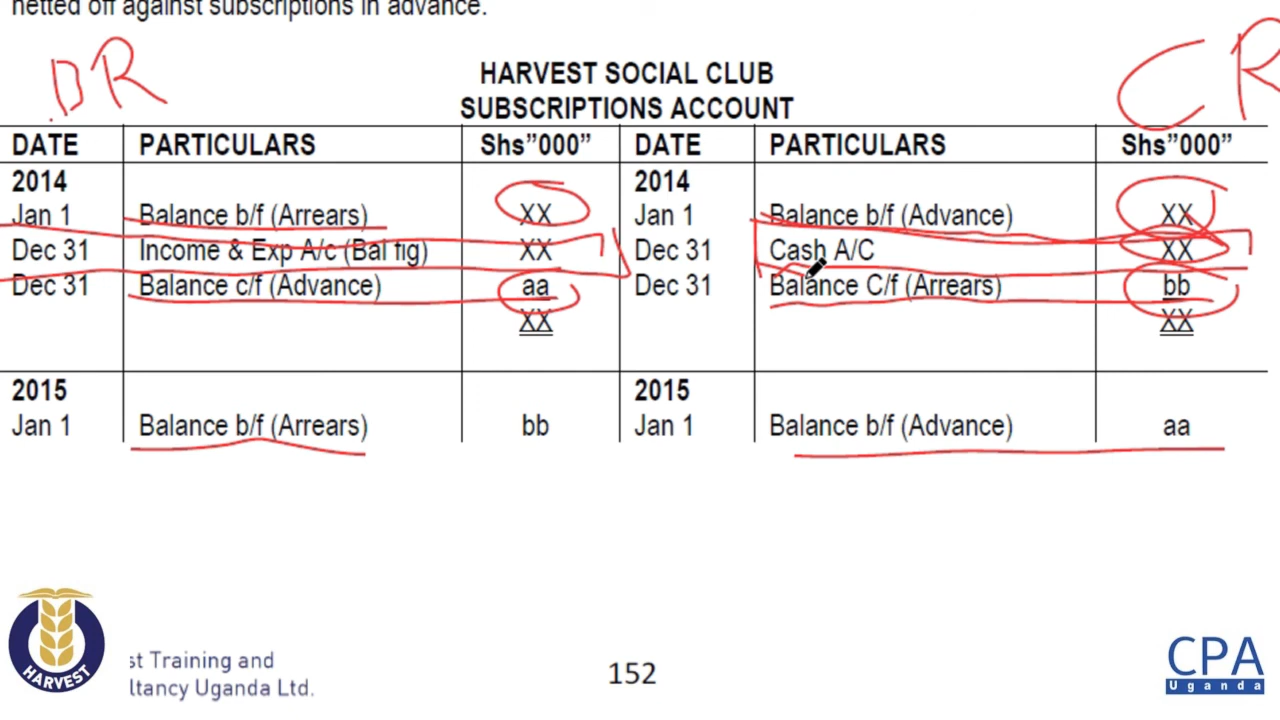 netted off against subscriptions in advance.
DR
CR
HARVEST SOCIAL CLUB
SUBSCRIPTIONS ACCOUNT
DATE PARTICULARS Shs”000” DATE PARTICULARS Shs”000”
2014 2014
Jan 1 Balance b/f (Arrears) XX Jan 1 Balance b/f (Advance) XX
Dec 31 Income & Exp A/c (Bal fig) XX Dec 31 Cash A/C XX
Dec 31 Balance c/f (Advance) aa Dec 31 Balance C/f (Arrears) bb
XX XX
2015 2015
Jan 1 Balance b/f (Arrears) bb Jan 1 Balance b/f (Advance) aa
HARVEST
st Training and
ltancy Uganda Ltd.
152
CPA
Uganda